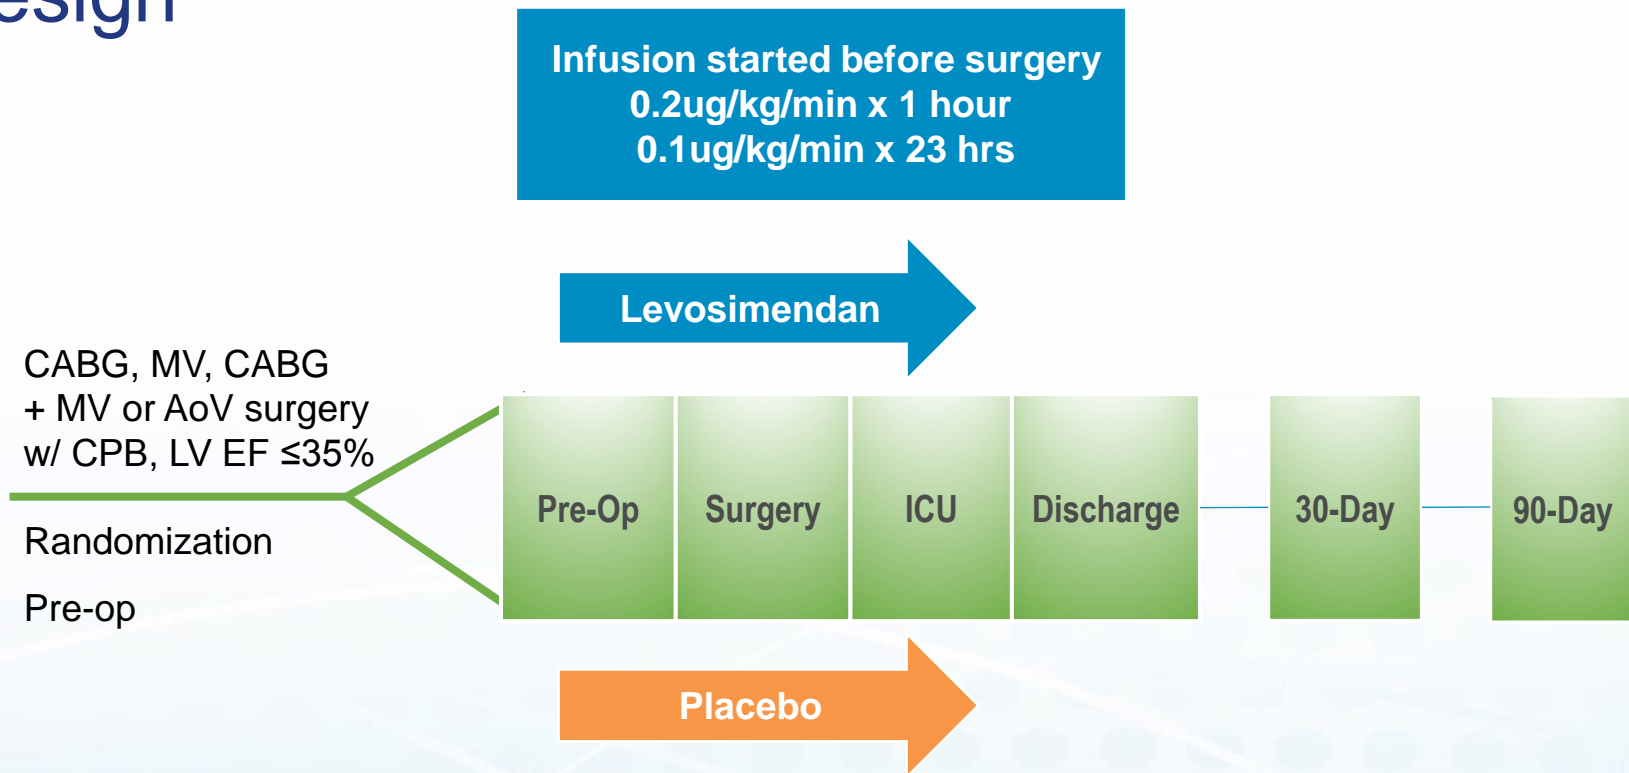 esign
Infusion started before surgery
0.2ug/kg/min x 1 hour
0.1ug/kg/min x 23 hrs
Levosimendan
CABG, MV, CABG
+ MV or AoV surgery
w/ CPB, LV EF ≤35%
Randomization
Pre-op
Pre-Op
Surgery
ICU
Discharge
30-Day
90-Day
Placebo